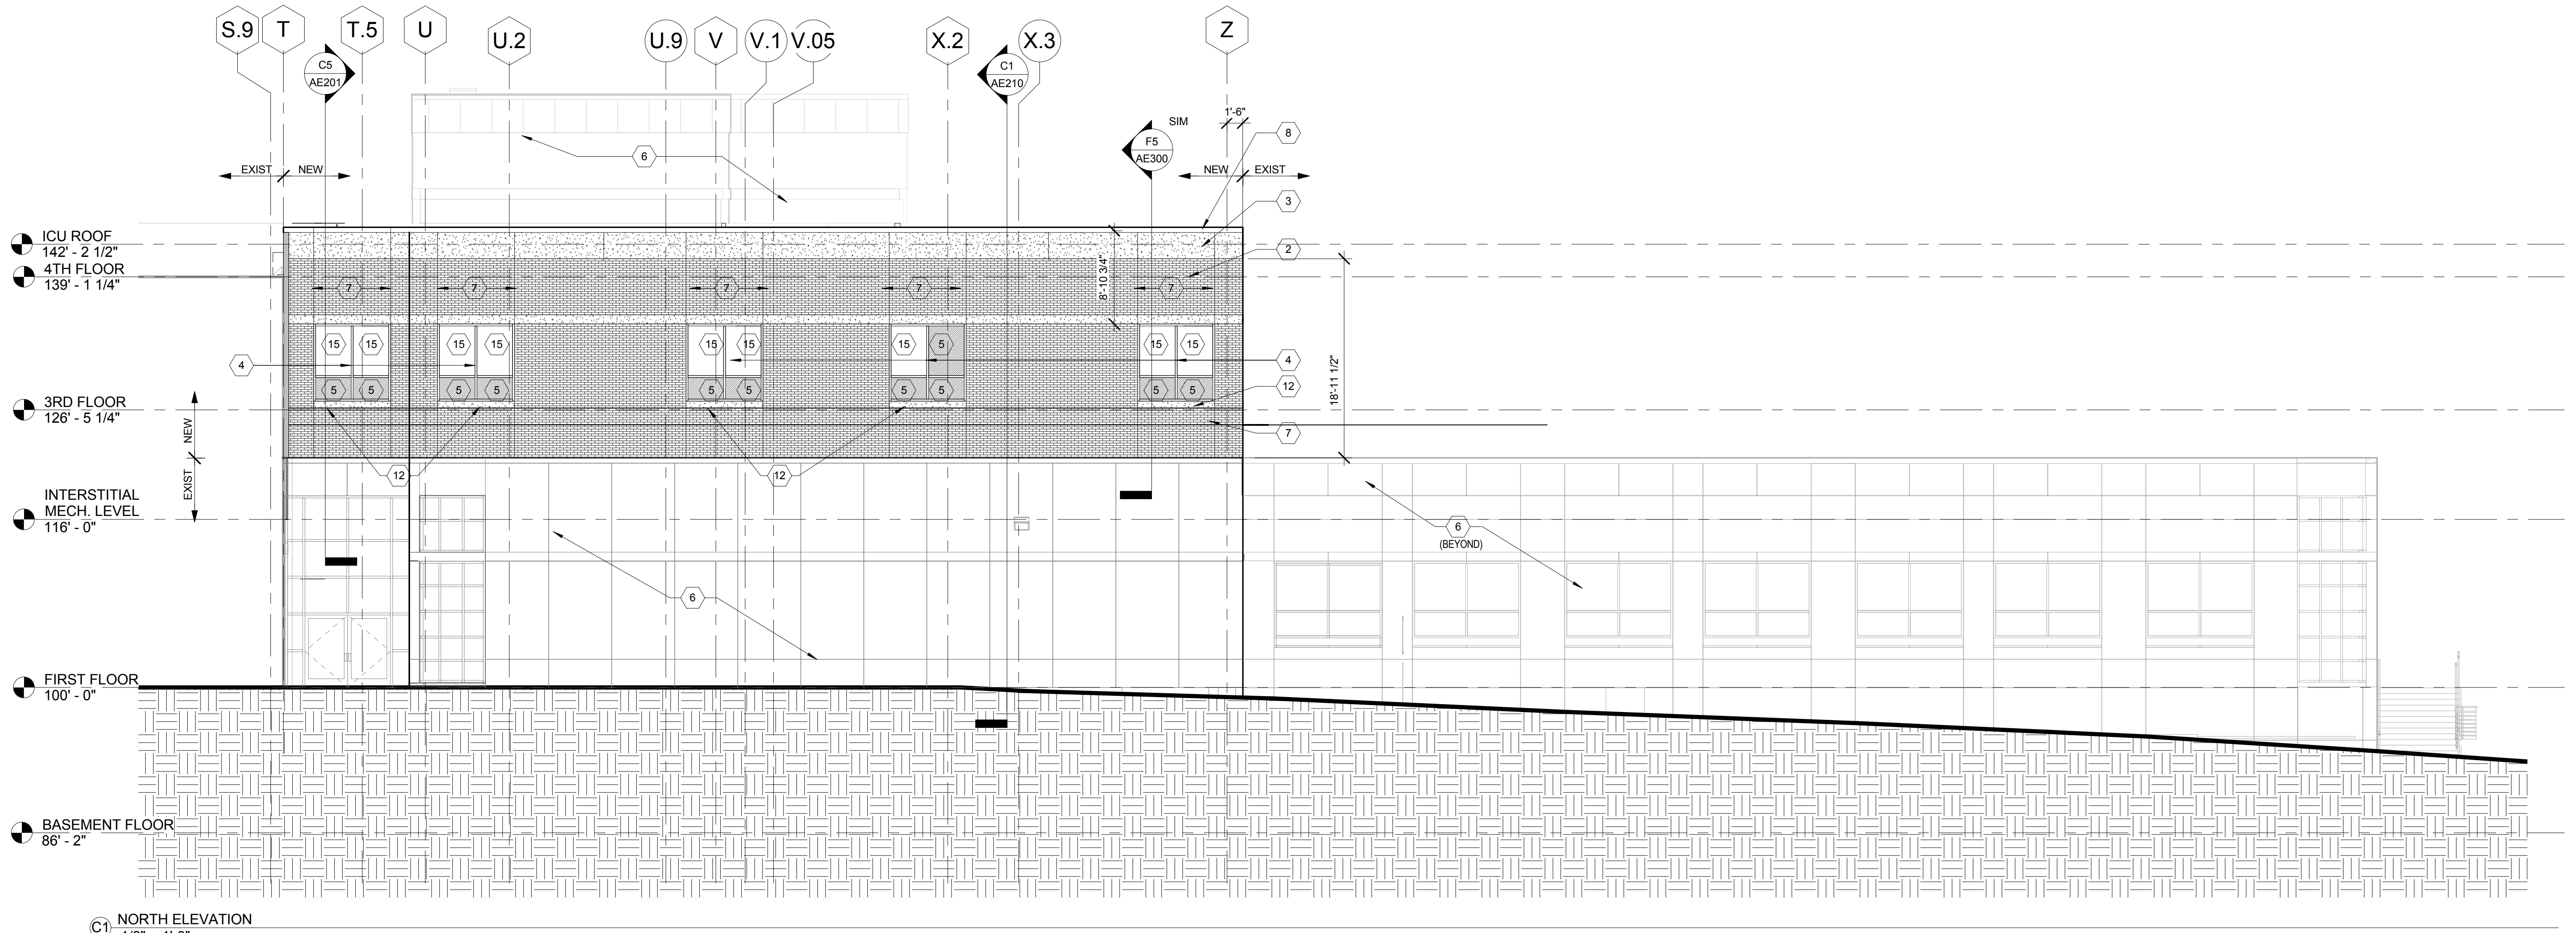 S.9 T T.5 U U.2 U.9 V V.1 V.05 X.2 X.3 Z
C5
AE201
C1
AE210
1'-6"
SIM
F5
AE300
8
6
EXIST NEW
NEW EXIST
3
ICU ROOF
142' - 2 1/2"
2
4TH FLOOR
139' - 1 1/4"
8'-10 3/4"
7 7 7 7 7
15 15 15 15 15 15 15 5 15 15
4
4
18'-11 1/2"
5 5 5 5 5 5 5 5 5 5
12
3RD FLOOR
126' - 5 1/4"
NEW
EXIST
7
12 12
INTERSTITIAL
MECH. LEVEL
116' - 0"
6
(BEYOND)
6
FIRST FLOOR
100' - 0"
BASEMENT FLOOR
86' - 2"
C1 NORTH ELEVATION